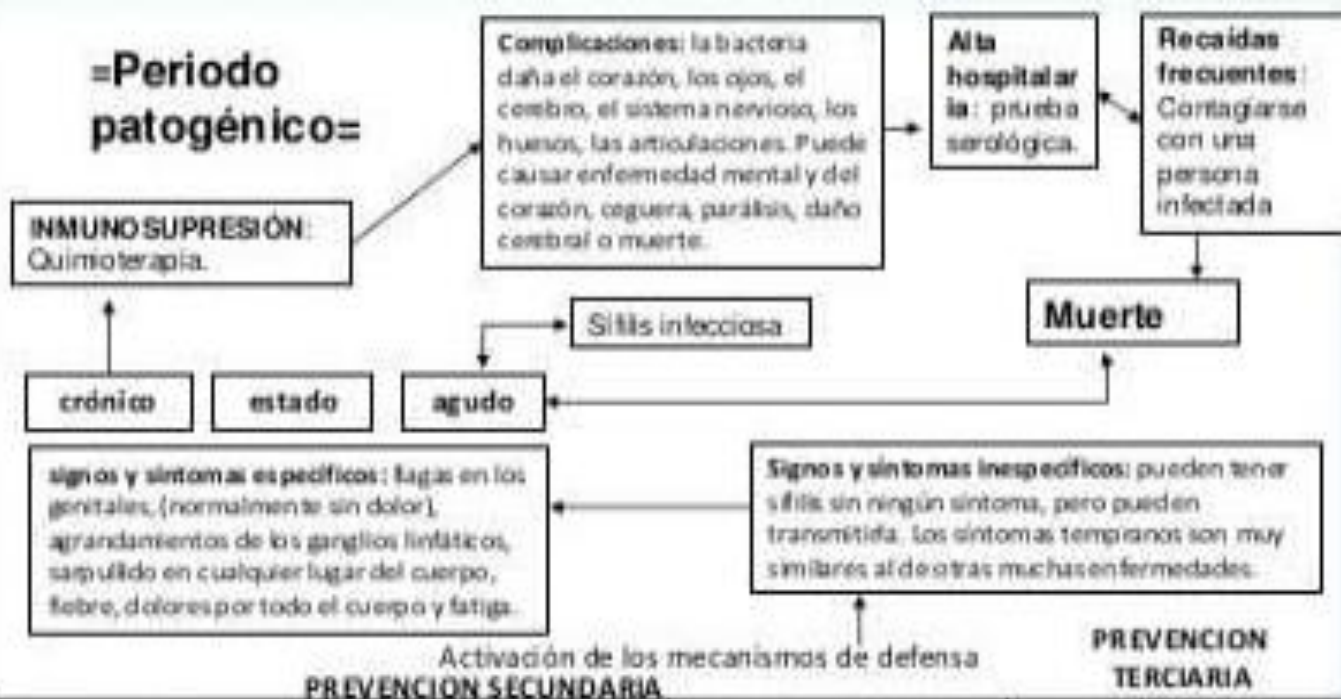 =Periodo
patogénico=
Complicaciones: la bacteria
daña el corazón, los ojos, el
cerebro, el sistema nervioso, los
huesos, las articulaciones. Puede
causar enfermedad mental y del
corazón, ceguera, parálisis, daño
cerebral o muerte.
Alta
hospitalar
ia: prueba
serológica.
Recaidas
frecuentes:
Contagiarse
con una
persona
infectada
INMUNOSUPRESIÓN:
Quimioterapia.
Muerte
Sífilis infecciosa
crónico
estado
agudo
signos y sintomas específicos: llagas en los
genitales, (normalmente sin dolor),
agrandamientos de los ganglios linfáticos,
sarpullido en cualquier lugar del cuerpo,
fiebre, dolores por todo el cuerpo y fatiga.
Signos y síntomas inespecíficos: pueden tener
sífilis sin ningún síntoma, pero pueden
transmitirla. Los síntomas tempranos son muy
similares al de otras muchas enfermedades.
Activación de los mecanismos de defensa
PREVENCION SECUNDARIA
PREVENCION
TERCIARIA